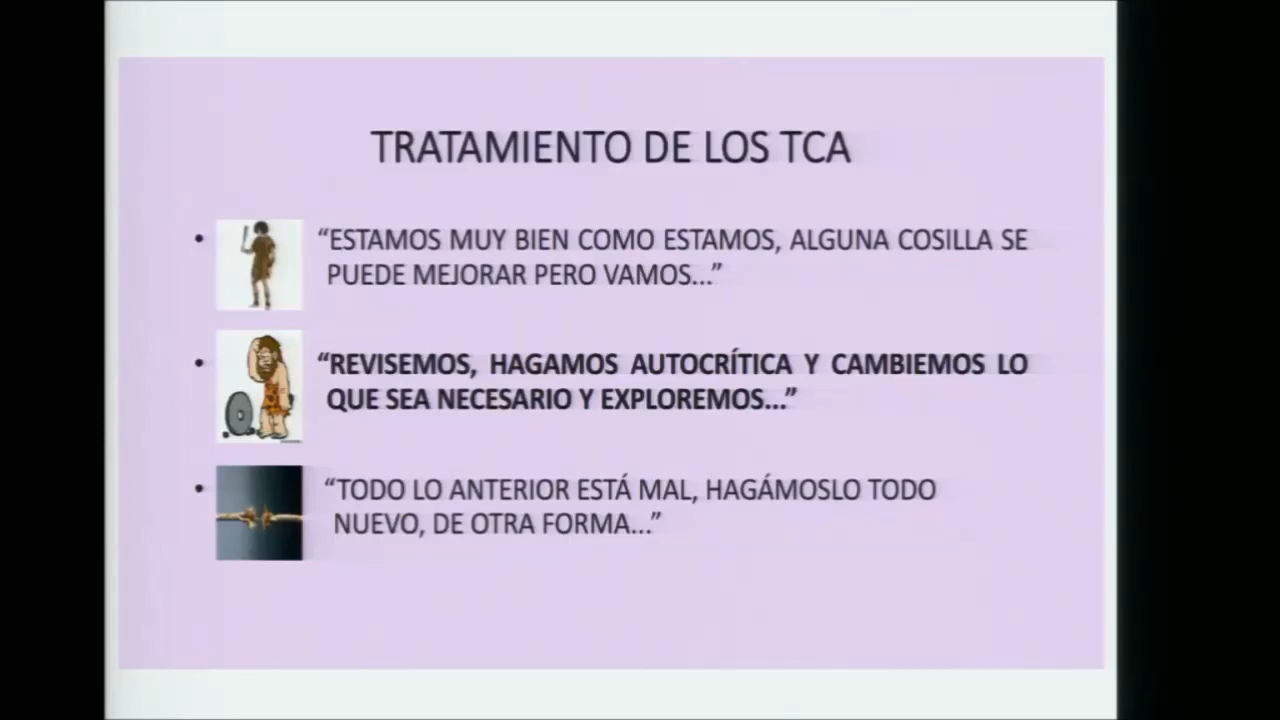 TRATAMIENTO DE LOS TCA
• “ESTAMOS MUY BIEN COMO ESTAMOS, ALGUNA COSILLA SE
PUEDE MEJORAR PERO VAMOS...”
• “REVISEMOS, HAGAMOS AUTOCRÍTICA Y CAMBIEMOS LO
QUE SEA NECESARIO Y EXPLOREMOS...”
• “TODO LO ANTERIOR ESTÁ MAL, HAGÁMOSLO TODO
NUEVO, DE OTRA FORMA...”